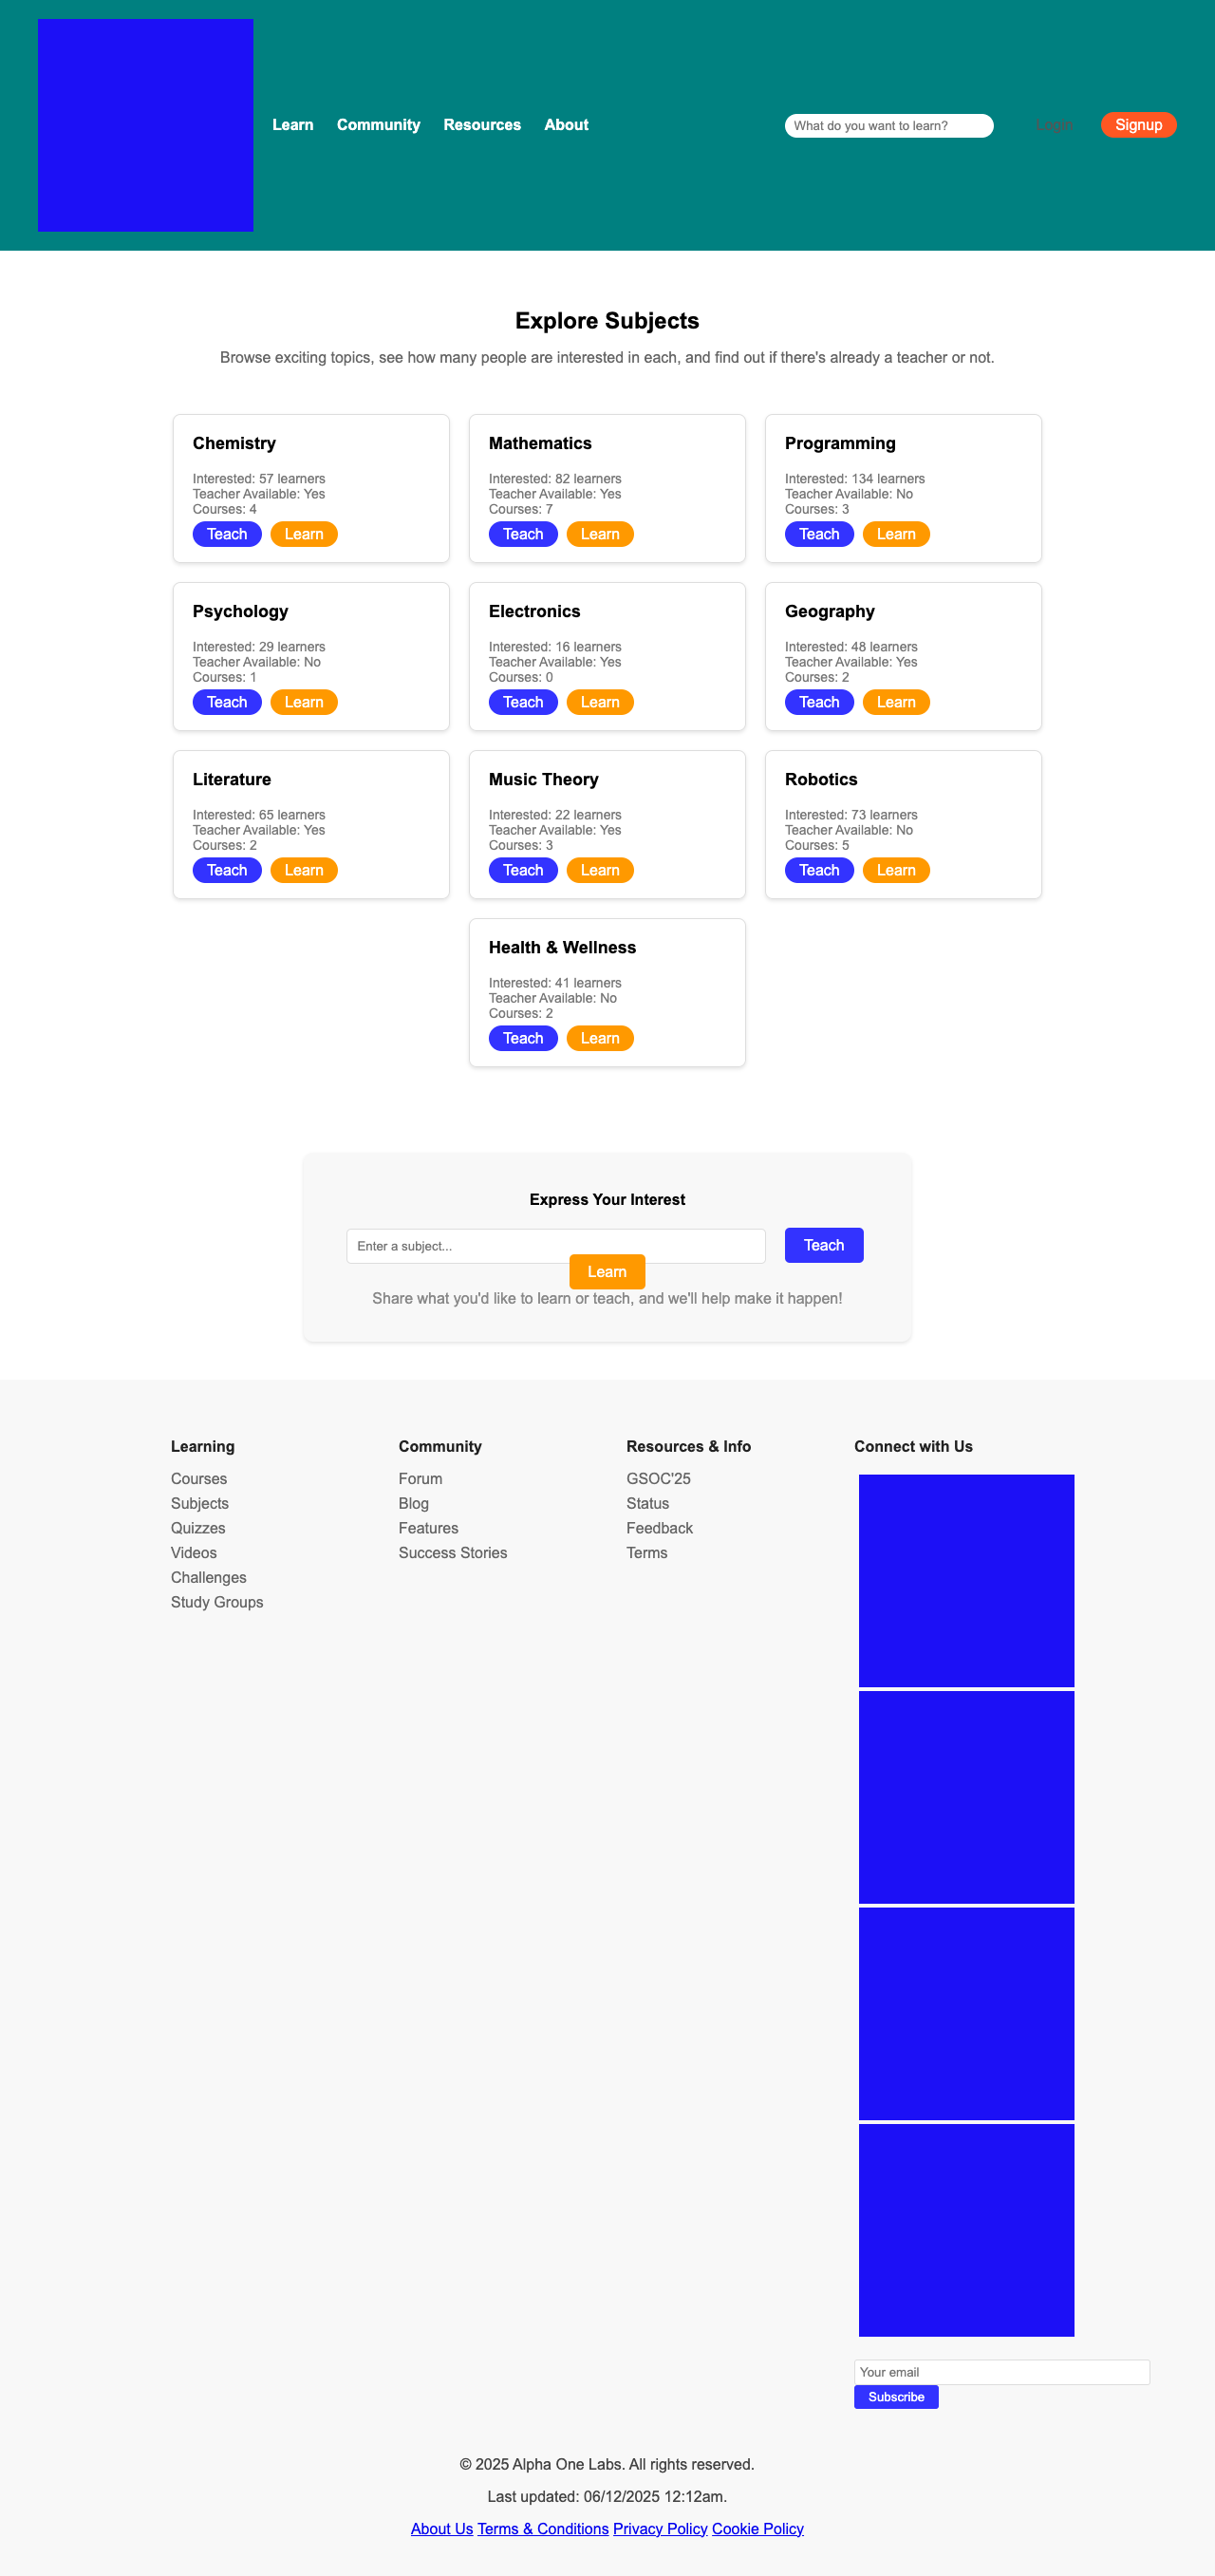 Learn Community Resources About What do you want to learn? Login Signup
Explore Subjects
Browse exciting topics, see how many people are interested in each, and find out if there's already a teacher or not.
Chemistry
Interested: 57 learners
Teacher Available: Yes
Courses: 4
Teach Learn
Mathematics
Interested: 82 learners
Teacher Available: Yes
Courses: 7
Teach Learn
Programming
Interested: 134 learners
Teacher Available: No
Courses: 3
Teach Learn
Psychology
Interested: 29 learners
Teacher Available: No
Courses: 1
Teach Learn
Electronics
Interested: 16 learners
Teacher Available: Yes
Courses: 0
Teach Learn
Geography
Interested: 48 learners
Teacher Available: Yes
Courses: 2
Teach Learn
Literature
Interested: 65 learners
Teacher Available: Yes
Courses: 2
Teach Learn
Music Theory
Interested: 22 learners
Teacher Available: Yes
Courses: 3
Teach Learn
Robotics
Interested: 73 learners
Teacher Available: No
Courses: 5
Teach Learn
Health & Wellness
Interested: 41 learners
Teacher Available: No
Courses: 2
Teach Learn
Express Your Interest
Enter a subject... Teach
Learn
Share what you'd like to learn or teach, and we'll help make it happen!
Learning
Courses
Subjects
Quizzes
Videos
Challenges
Study Groups
Community
Forum
Blog
Features
Success Stories
Resources & Info
GSOC'25
Status
Feedback
Terms
Connect with Us
Your email
Subscribe
© 2025 Alpha One Labs. All rights reserved.
Last updated: 06/12/2025 12:12am.
About Us Terms & Conditions Privacy Policy Cookie Policy